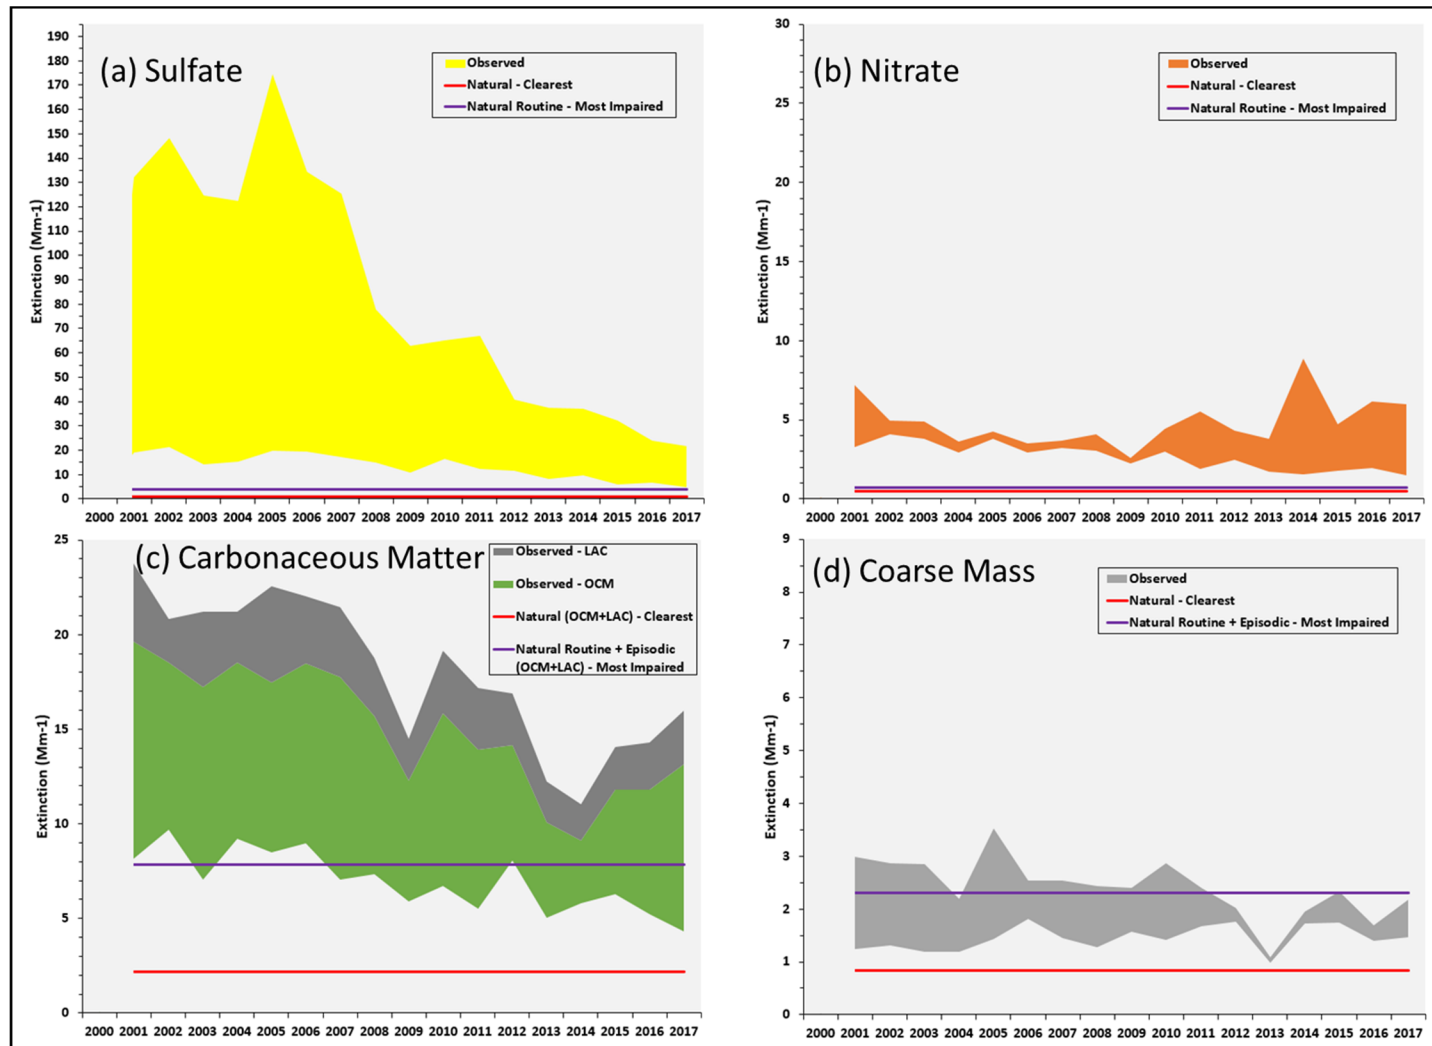 (a) Sulfate
Extinction (Mm-1)
190
180
170
160
150
140
130
120
110
100
90
80
70
60
50
40
30
20
10
0
Observed
Natural - Clearest
Natural Routine - Most Impaired
2000 2001 2002 2003 2004 2005 2006 2007 2008 2009 2010 2011 2012 2013 2014 2015 2016 2017
(b) Nitrate
Extinction (Mm-1)
30
25
20
15
10
5
0
Observed
Natural - Clearest
Natural Routine - Most Impaired
2000 2001 2002 2003 2004 2005 2006 2007 2008 2009 2010 2011 2012 2013 2014 2015 2016 2017
(c) Carbonaceous Matter
Extinction (Mm-1)
25
20
15
10
5
0
Observed - LAC
Observed - OCM
Natural (OCM+LAC) - Clearest
Natural Routine + Episodic
(OCM+LAC) - Most Impaired
2000 2001 2002 2003 2004 2005 2006 2007 2008 2009 2010 2011 2012 2013 2014 2015 2016 2017
(d) Coarse Mass
Extinction (Mm-1)
9
8
7
6
5
4
3
2
1
0
Observed
Natural - Clearest
Natural Routine + Episodic - Most Impaired
2000 2001 2002 2003 2004 2005 2006 2007 2008 2009 2010 2011 2012 2013 2014 2015 2016 2017